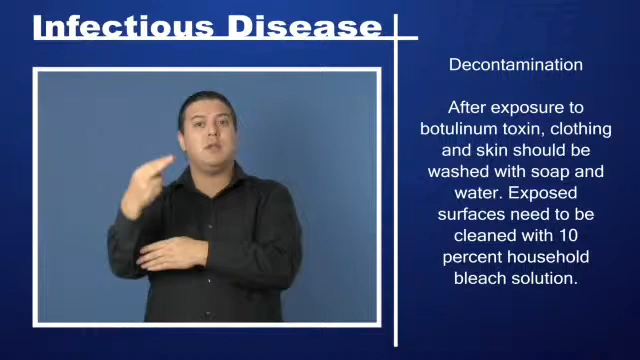 Infectious Disease
Decontamination
After exposure to
botulinum toxin, clothing
and skin should be
washed with soap and
water. Exposed
surfaces need to be
cleaned with 10
percent household
bleach solution.